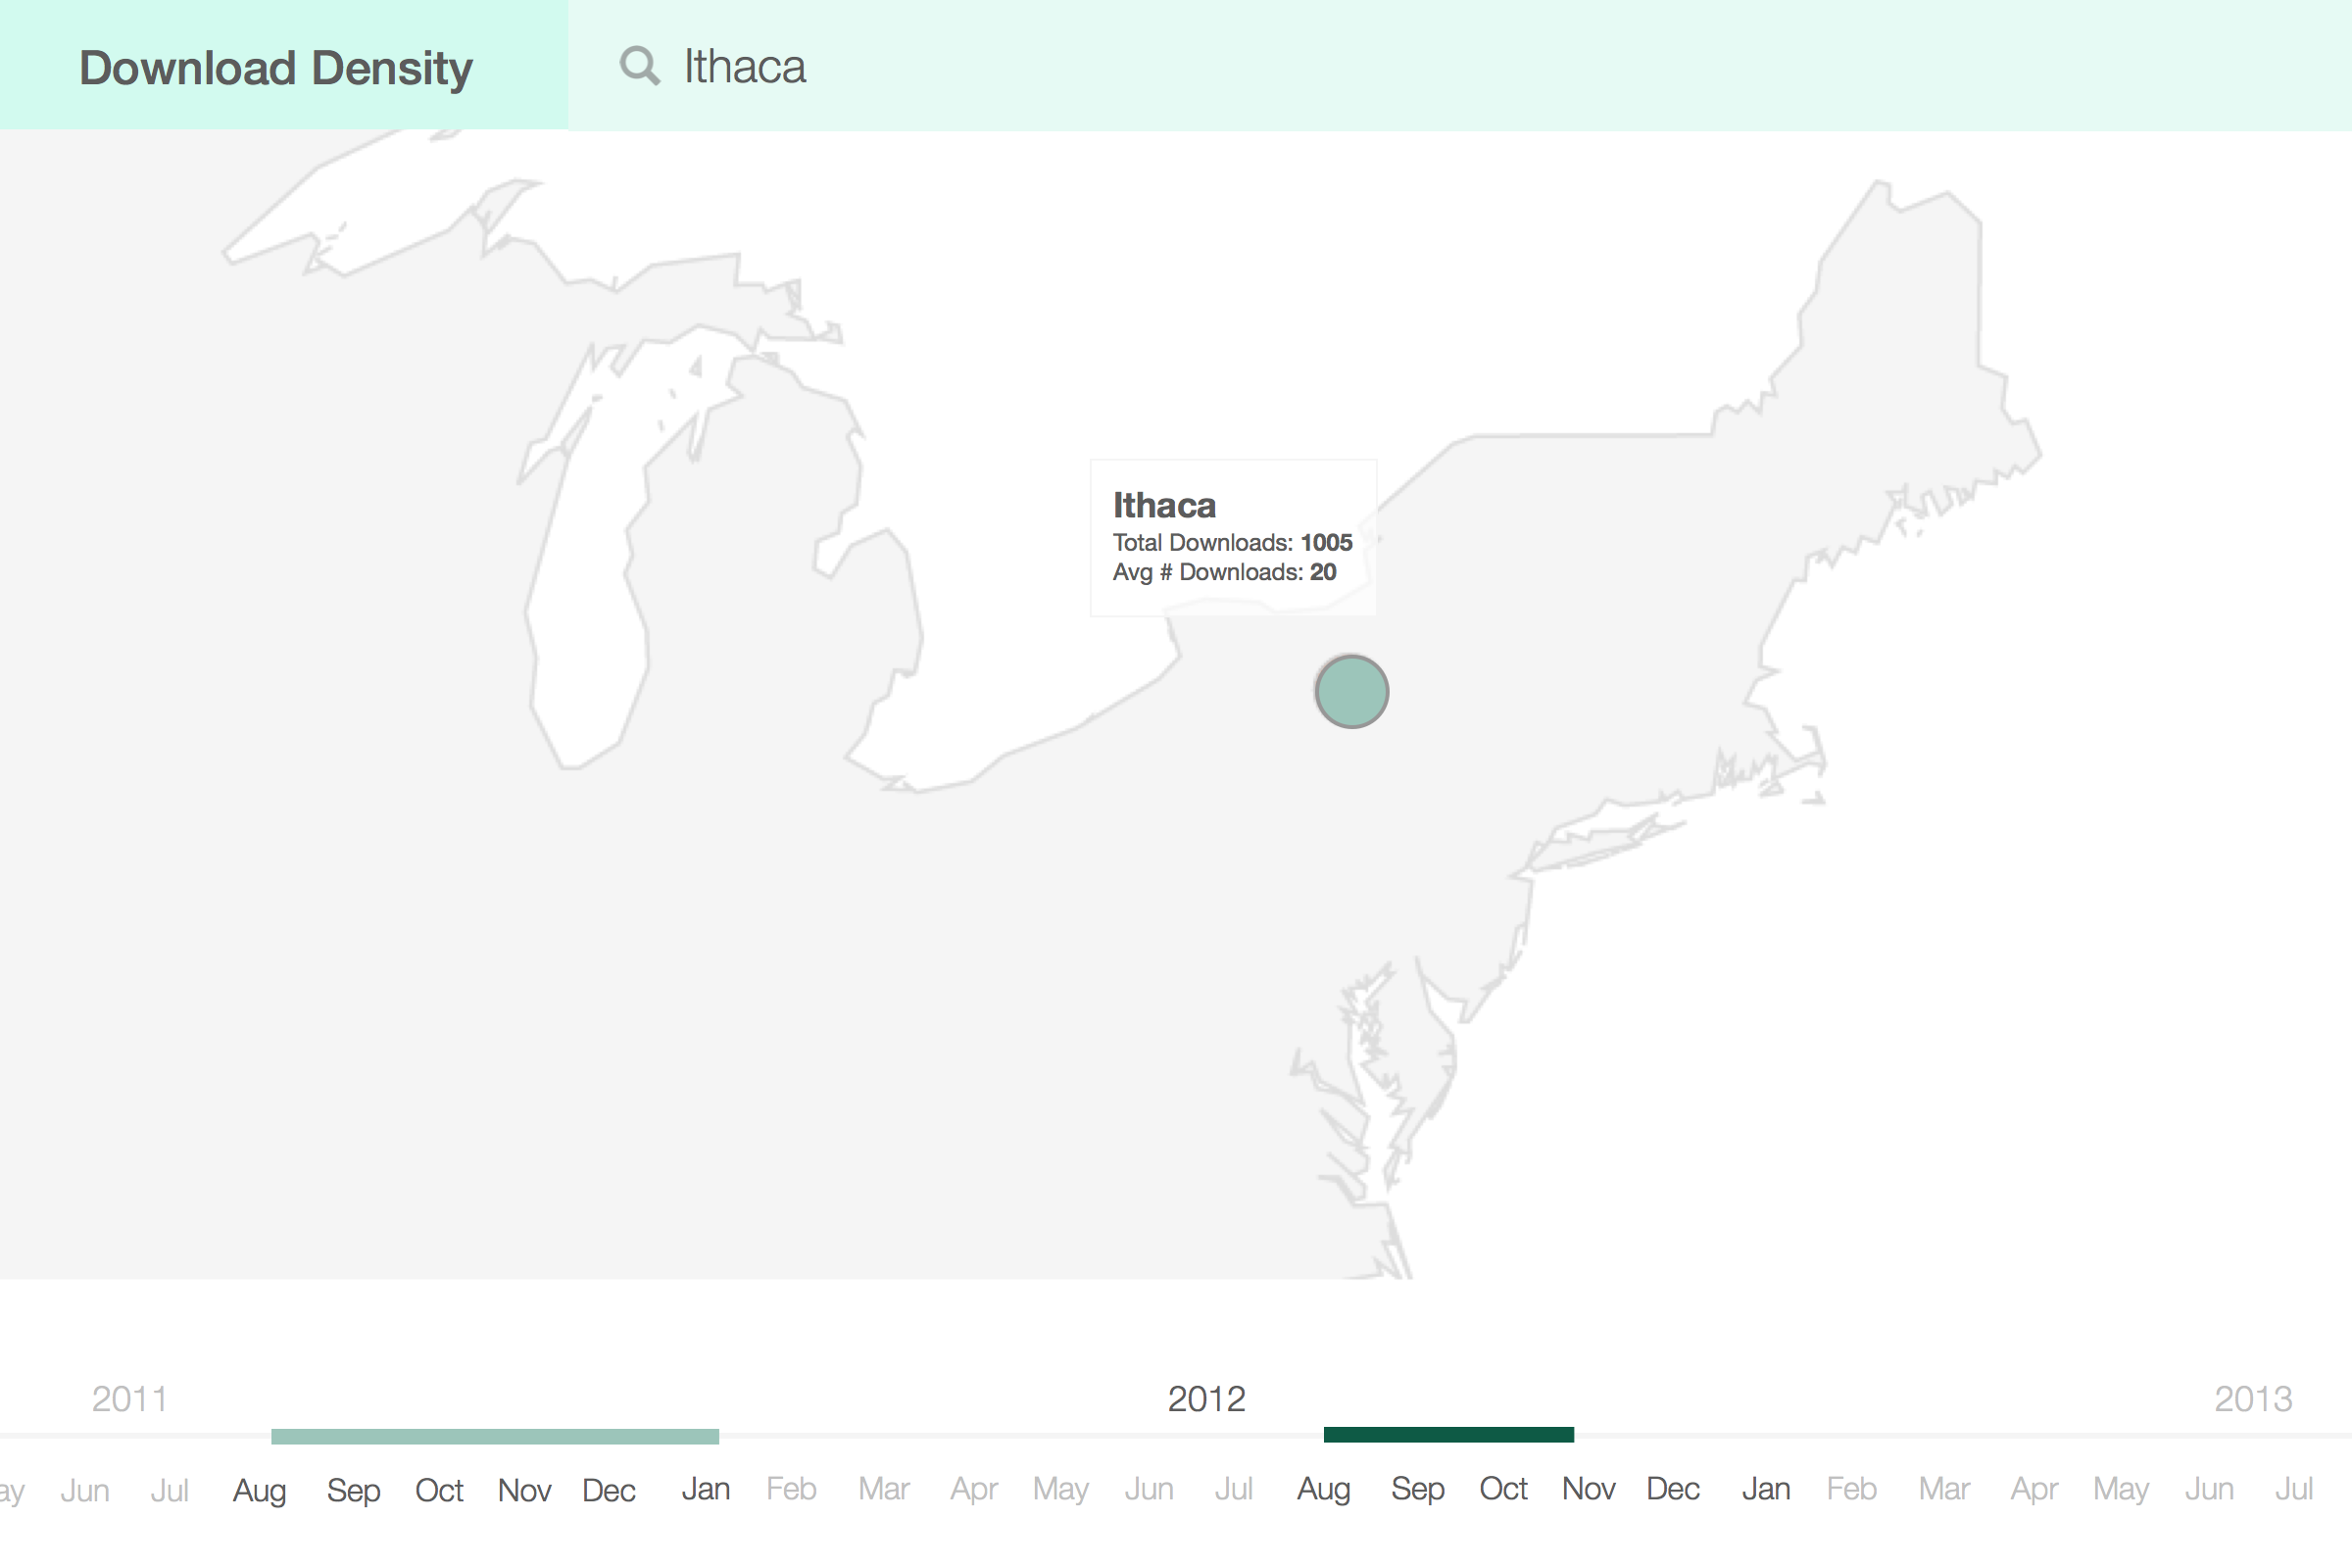 Download Density
Ithaca
Ithaca
Total Downloads: 1005
Avg # Downloads: 20
2011 2012 2013
ay Jun Jul Aug Sep Oct Nov Dec Jan Feb Mar Apr May Jun Jul Aug Sep Oct Nov Dec Jan Feb Mar Apr May Jun Jul